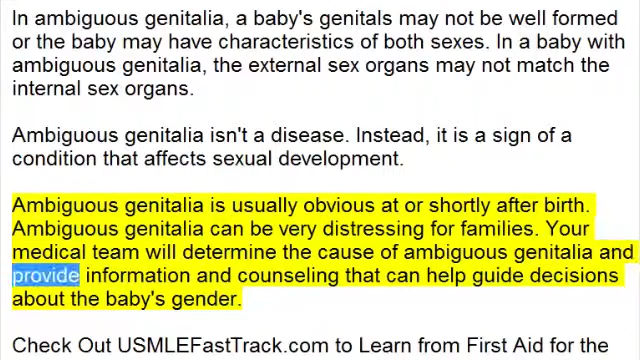 In ambiguous genitalia, a baby's genitals may not be well formed
or the baby may have characteristics of both sexes. In a baby with
ambiguous genitalia, the external sex organs may not match the
internal sex organs.
Ambiguous genitalia isn't a disease. Instead, it is a sign of a
condition that affects sexual development.
Ambiguous genitalia is usually obvious at or shortly after birth.
Ambiguous genitalia can be very distressing for families. Your
medical team will determine the cause of ambiguous genitalia and
provide information and counseling that can help guide decisions
about the baby's gender.
Check Out USMLEFastTrack.com to Learn from First Aid for the